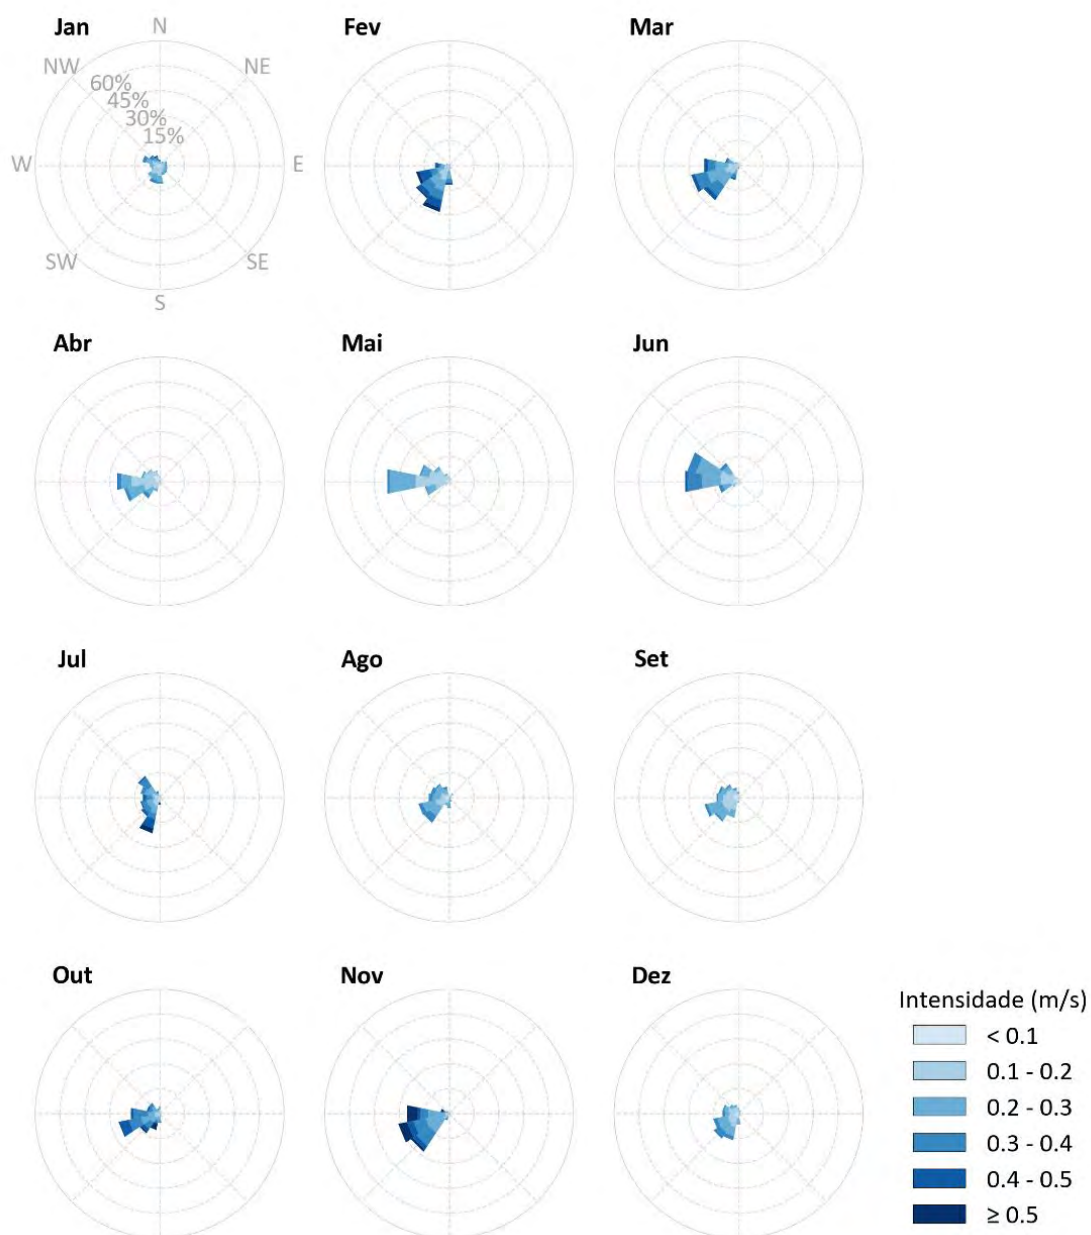 Jan
Fev
Mar
N
NW
NE
60%
45%
30%
15%
W
E
SW
SE
S
Abr
Mai
Jun
Jul
Ago
Set
Out
Nov
Dez
Intensidade (m/s)
< 0.1
0.1 - 0.2
0.2 - 0.3
0.3 - 0.4
0.4 - 0.5
≥ 0.5